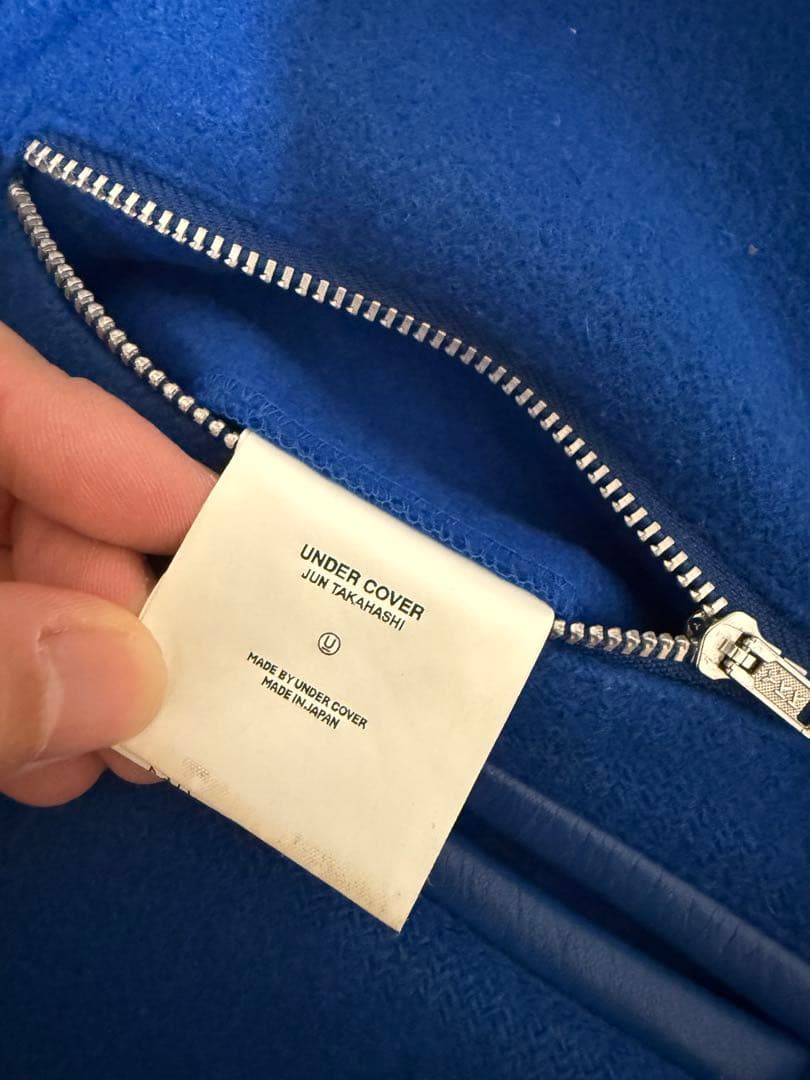 UNDER COVER
JUN TAKAHASHI
U
MADE BY UNDER COVER
MADE IN JAPAN